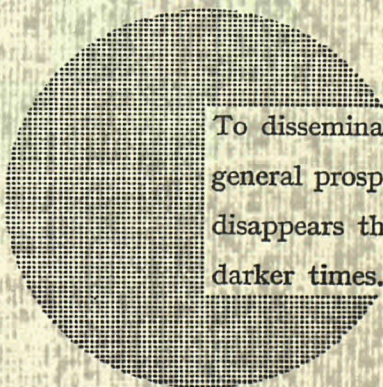 To dissemina
general prosp
disappears th
darker times.